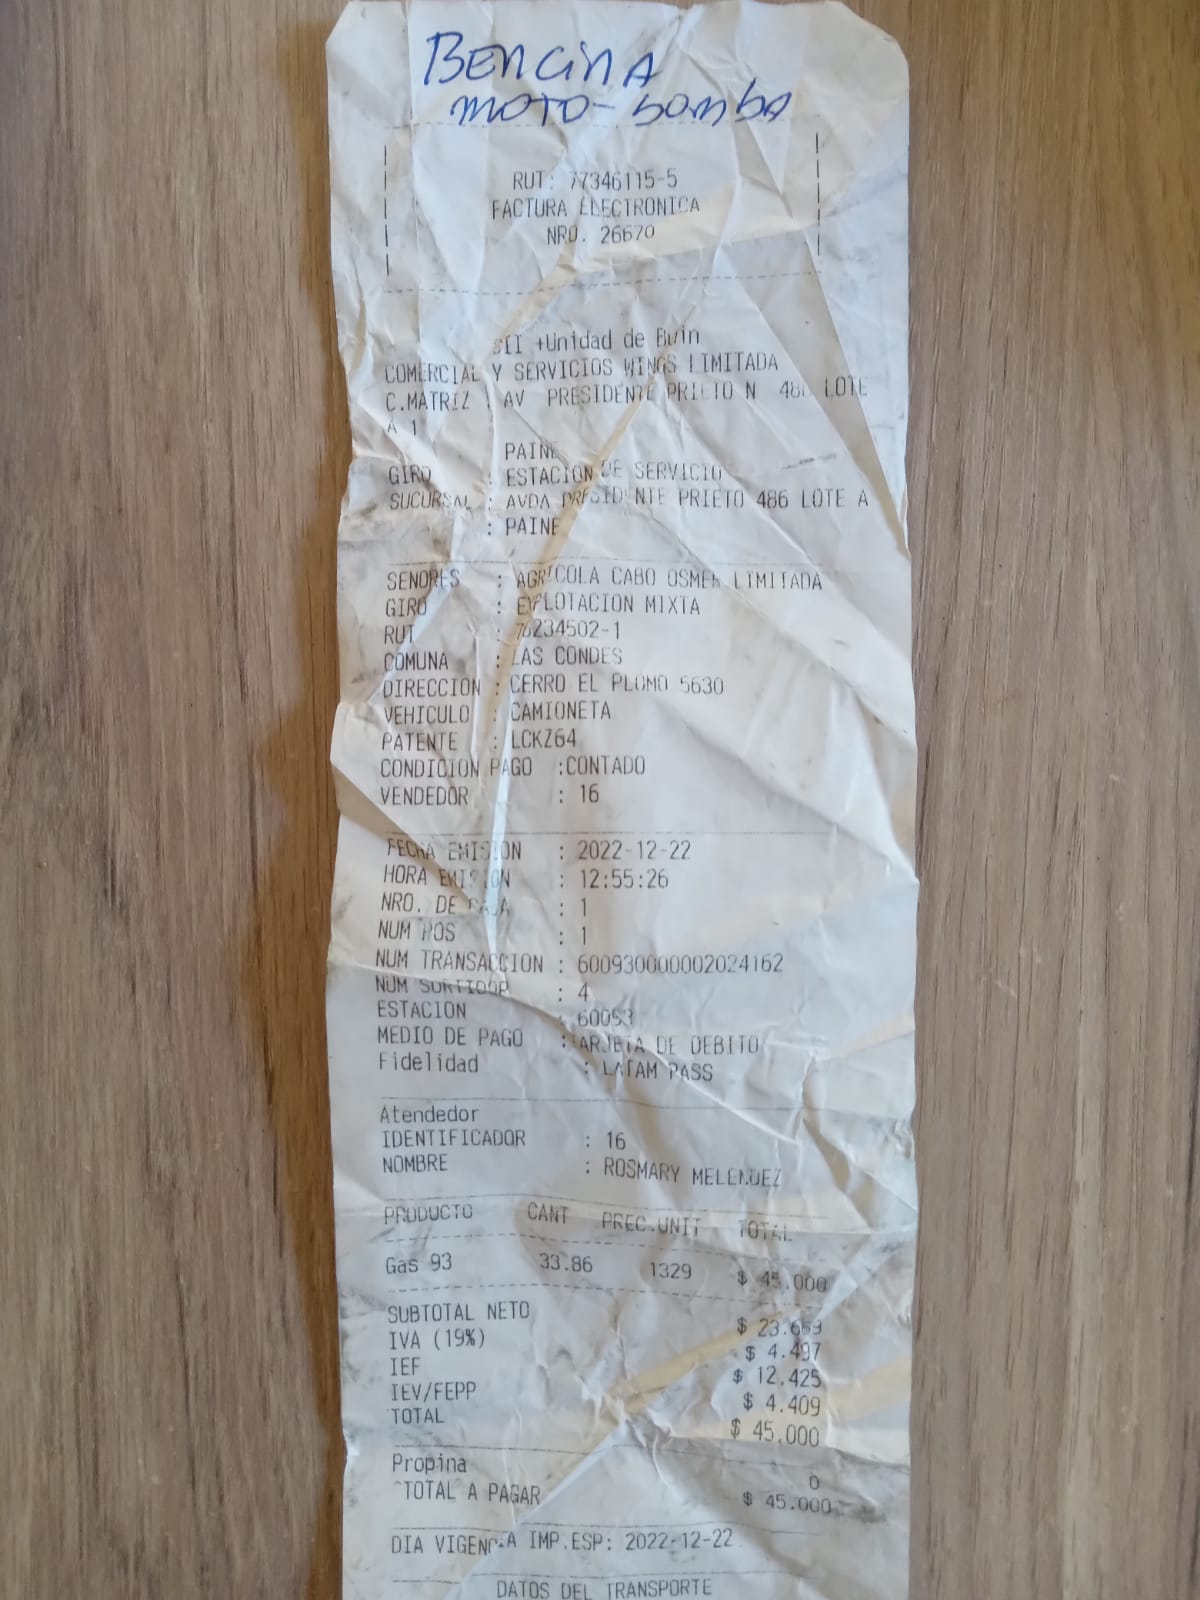 BENCINA
MOTO-BOMBA
RUT: 77346115-5
FACTURA ELECTRONICA
NRO. 26670
SII +Unidad de Buin
COMERCIAL Y SERVICIOS WINGS LIMITADA
C.MATRIZ : AV PRESIDENTE PRIETO N 486 LOTE
A 1
PAINE
GIRO : ESTACION DE SERVICIO
SUCURSAL : AVDA PRESIDENTE PRIETO 486 LOTE A
: PAINE
SENORES : AGRICOLA CABO OSMER LIMITADA
GIRO : EXPLOTACION MIXTA
RUT : 76234502-1
COMUNA : LAS CONDES
DIRECCION : CERRO EL PLOMO 5630
VEHICULO : CAMIONETA
PATENTE : LCKZ64
CONDICION PAGO :CONTADO
VENDEDOR : 16
FECHA EMISION : 2022-12-22
HORA EMISION : 12:55:26
NRO. DE CAJA : 1
NUM POS : 1
NUM TRANSACCION : 600930000002024162
NUM SURTIDOR : 4
ESTACION : 60093
MEDIO DE PAGO :TARJETA DE DEBITO
Fidelidad : LATAM PASS
Atendedor
IDENTIFICADOR : 16
NOMBRE : ROSMARY MELENDEZ
PRODUCTO CANT PREC.UNIT TOTAL
Gas 93 33.86 1329 $ 45.000
SUBTOTAL NETO $ 23.669
IVA (19%) $ 4.497
IEF $ 12.425
IEV/FEPP $ 4.409
TOTAL $ 45.000
Propina 0
TOTAL A PAGAR $ 45.000
DIA VIGENCIA IMP.ESP: 2022-12-22
DATOS DEL TRANSPORTE